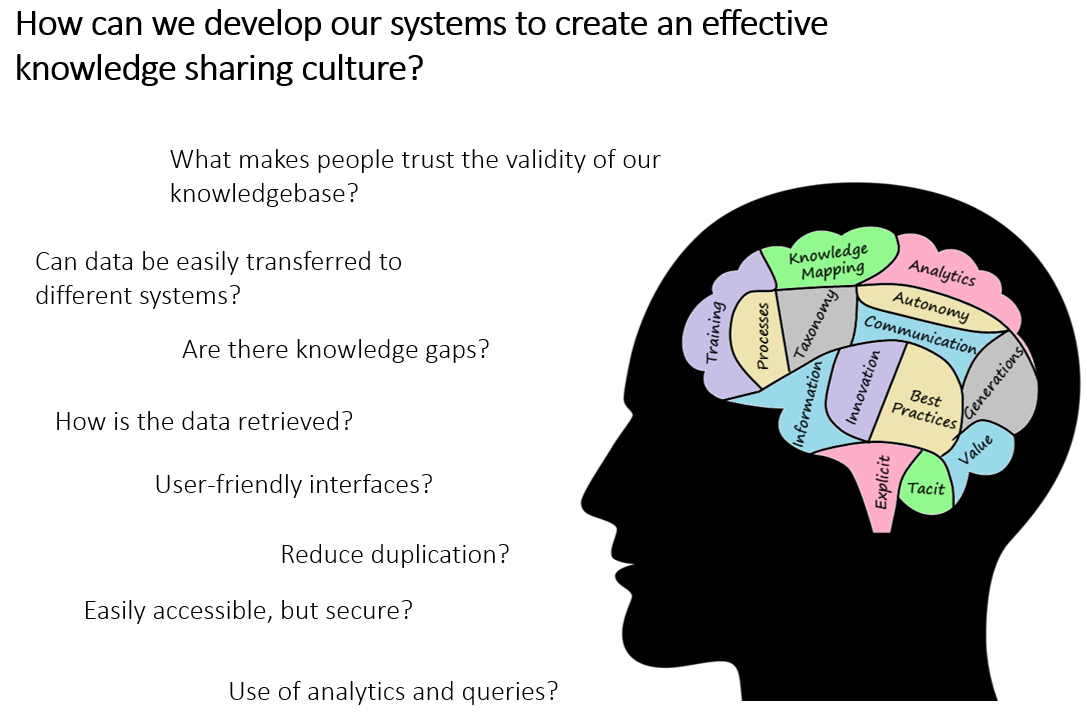 How can we develop our systems to create an effective
knowledge sharing culture?
What makes people trust the validity of our
knowledgebase?
Can data be easily transferred to
different systems?
Are there knowledge gaps?
How is the data retrieved?
User-friendly interfaces?
Reduce duplication?
Easily accessible, but secure?
Use of analytics and queries?
Knowledge
Mapping
Analytics
Training
Processes
Taxonomy
Autonomy
Communication
Information
Innovation
Best
Practices
Generations
Value
Explicit
Tacit